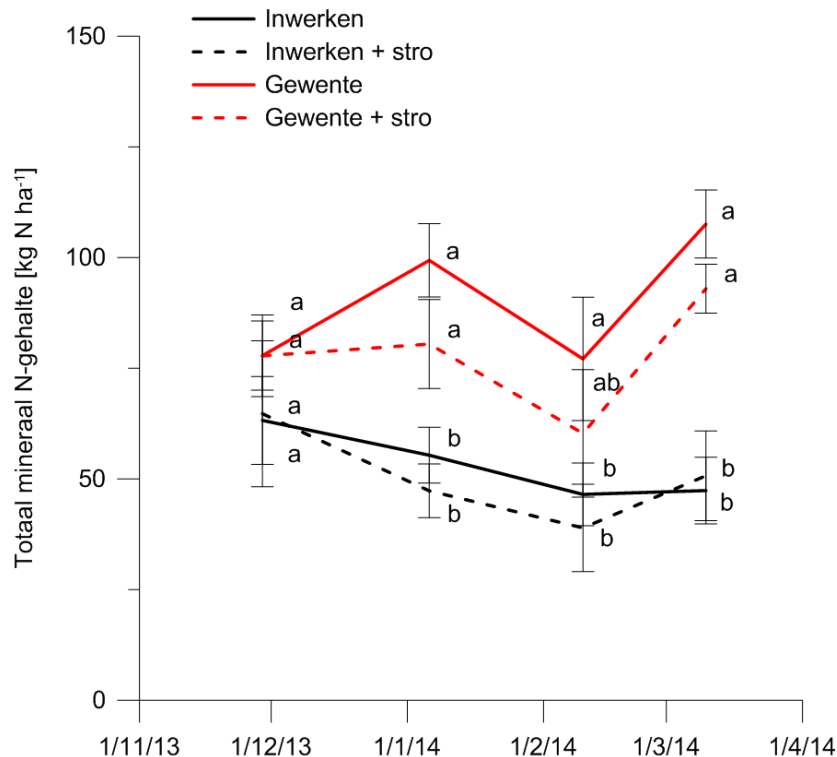 Inwerken
Inwerken + stro
Gewente
Gewente + stro
Totaal mineraal N-gehalte [kg N ha⁻¹]
150
100
50
0
a
a
a
a
a
a
b
b
a
ab
b
b
a
a
b
b
1/11/13 1/12/13 1/1/14 1/2/14 1/3/14 1/4/14